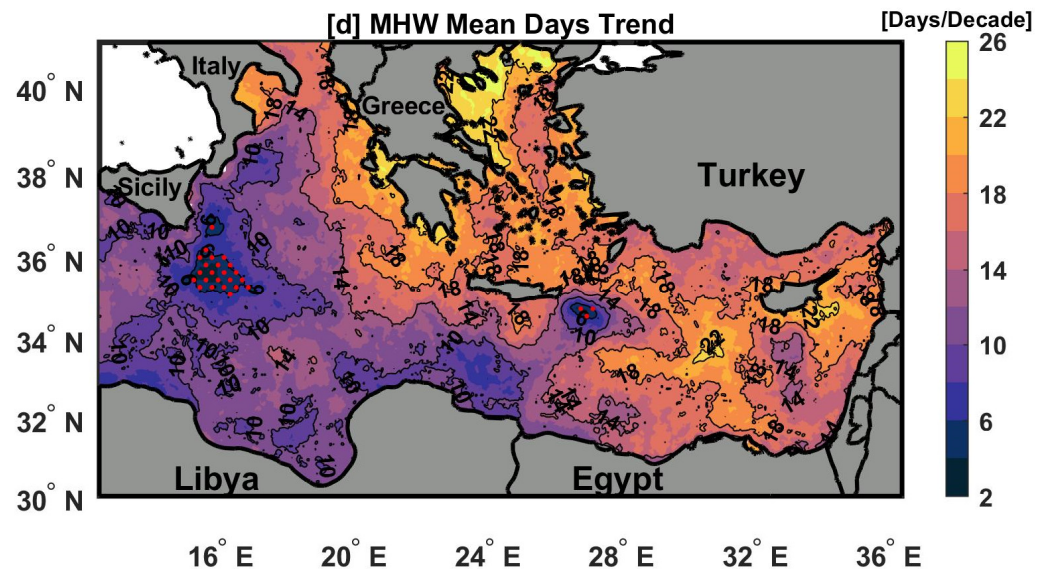 [d] MHW Mean Days Trend
[Days/Decade]
26
22
18
14
10
6
2
40° N
38° N
36° N
34° N
32° N
30° N
Italy
Greece
Sicily
Turkey
Libya
Egypt
16° E
20° E
24° E
28° E
32° E
36° E